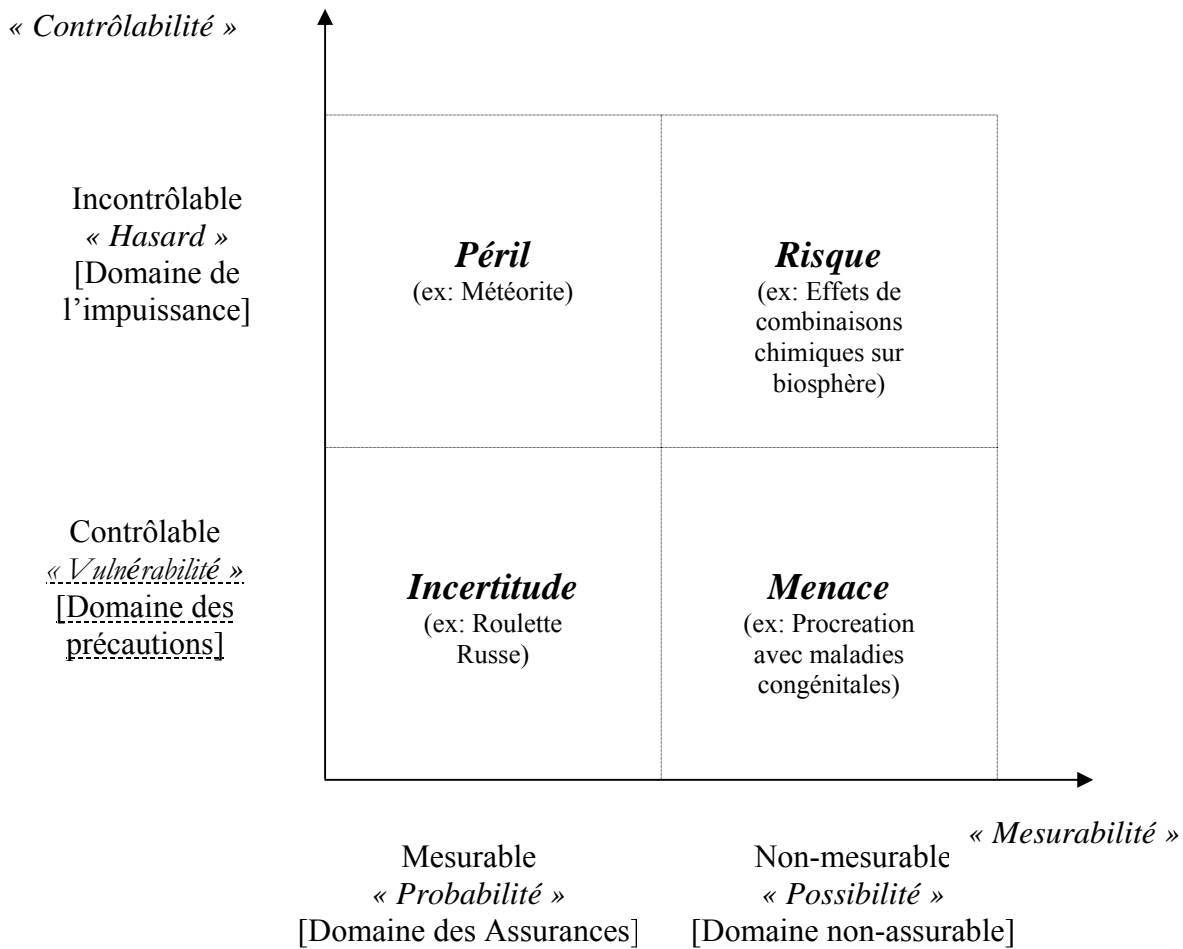 « Contrôlabilité »
Incontrôlable
« Hasard »
[Domaine de
l’impuissance]
Péril
(ex: Météorite)
Risque
(ex: Effets de
combinaisons
chimiques sur
biosphère)
Contrôlable
« Vulnérabilité »
[Domaine des
précautions]
Incertitude
(ex: Roulette
Russe)
Menace
(ex: Procreation
avec maladies
congénitales)
« Mesurabilité »
Mesurable
« Probabilité »
[Domaine des Assurances]
Non-mesurable
« Possibilité »
[Domaine non-assurable]